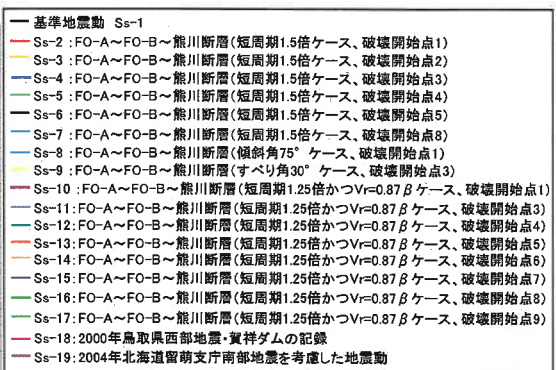 基準地震動 Ss-1
Ss-2 :FO-A～FO-B～熊川断層(短周期1.5倍ケース、破壊開始点1)
Ss-3 :FO-A～FO-B～熊川断層(短周期1.5倍ケース、破壊開始点2)
Ss-4 :FO-A～FO-B～熊川断層(短周期1.5倍ケース、破壊開始点3)
Ss-5 :FO-A～FO-B～熊川断層(短周期1.5倍ケース、破壊開始点4)
Ss-6 :FO-A～FO-B～熊川断層(短周期1.5倍ケース、破壊開始点5)
Ss-7 :FO-A～FO-B～熊川断層(短周期1.5倍ケース、破壊開始点8)
Ss-8 :FO-A～FO-B～熊川断層(傾斜角75°ケース、破壊開始点1)
Ss-9 :FO-A～FO-B～熊川断層(すべり角30°ケース、破壊開始点3)
Ss-10:FO-A～FO-B～熊川断層(短周期1.25倍かつVr=0.87βケース、破壊開始点1)
Ss-11:FO-A～FO-B～熊川断層(短周期1.25倍かつVr=0.87βケース、破壊開始点3)
Ss-12:FO-A～FO-B～熊川断層(短周期1.25倍かつVr=0.87βケース、破壊開始点4)
Ss-13:FO-A～FO-B～熊川断層(短周期1.25倍かつVr=0.87βケース、破壊開始点5)
Ss-14:FO-A～FO-B～熊川断層(短周期1.25倍かつVr=0.87βケース、破壊開始点6)
Ss-15:FO-A～FO-B～熊川断層(短周期1.25倍かつVr=0.87βケース、破壊開始点7)
Ss-16:FO-A～FO-B～熊川断層(短周期1.25倍かつVr=0.87βケース、破壊開始点8)
Ss-17:FO-A～FO-B～熊川断層(短周期1.25倍かつVr=0.87βケース、破壊開始点9)
Ss-18:2000年鳥取県西部地震・賀祥ダムの記録
Ss-19:2004年北海道留萌支庁南部地震を考慮した地震動